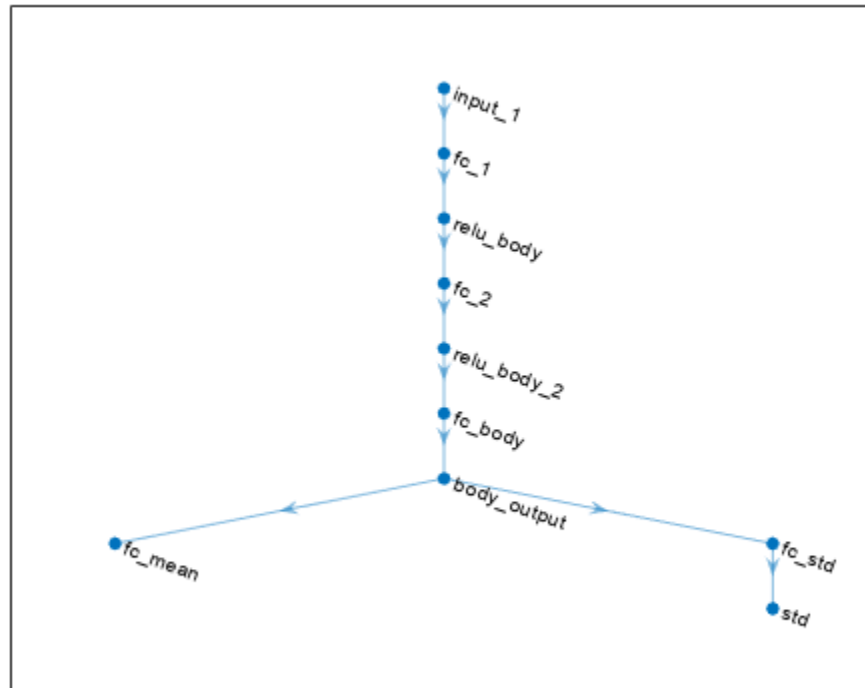 input_1
fc_1
relu_body
fc_2
relu_body_2
fc_body
body_output
fc_mean
fc_std
std